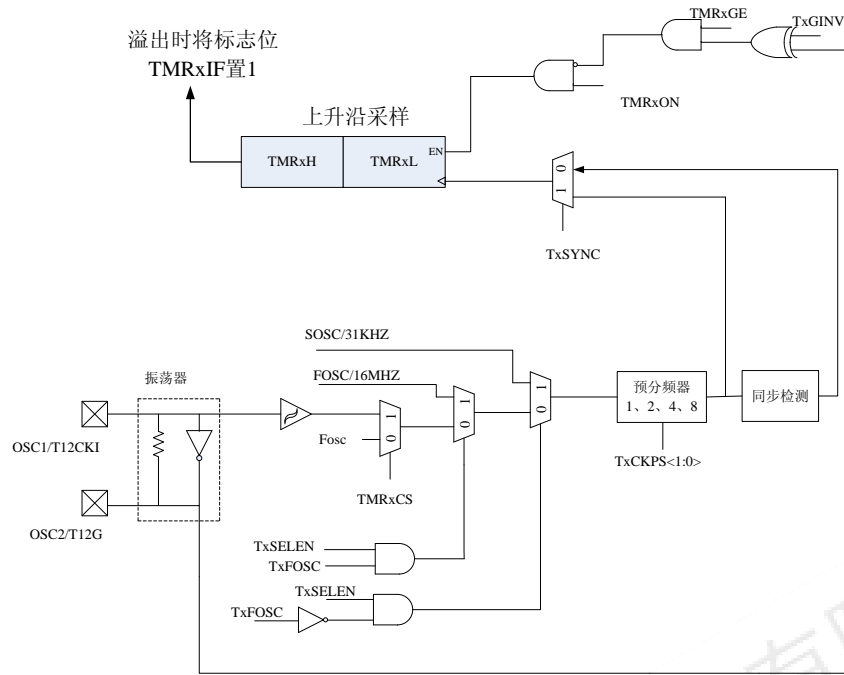 TMRxGE
TxGINV
溢出时将标志位
TMRxIF置1
TMRxON
上升沿采样
TMRxH
TMRxL
EN
1 0
TxSYNC
SOSC/31KHZ
FOSC/16MHZ
振荡器
OSC1/T12CKI
Fosc
0 1
0 1
0 1
预分频器
1、2、4、8
同步检测
TxCKPS<1:0>
TMRxCS
OSC2/T12G
TxSELEN
TxFOSC
TxSELEN
TxFOSC
有